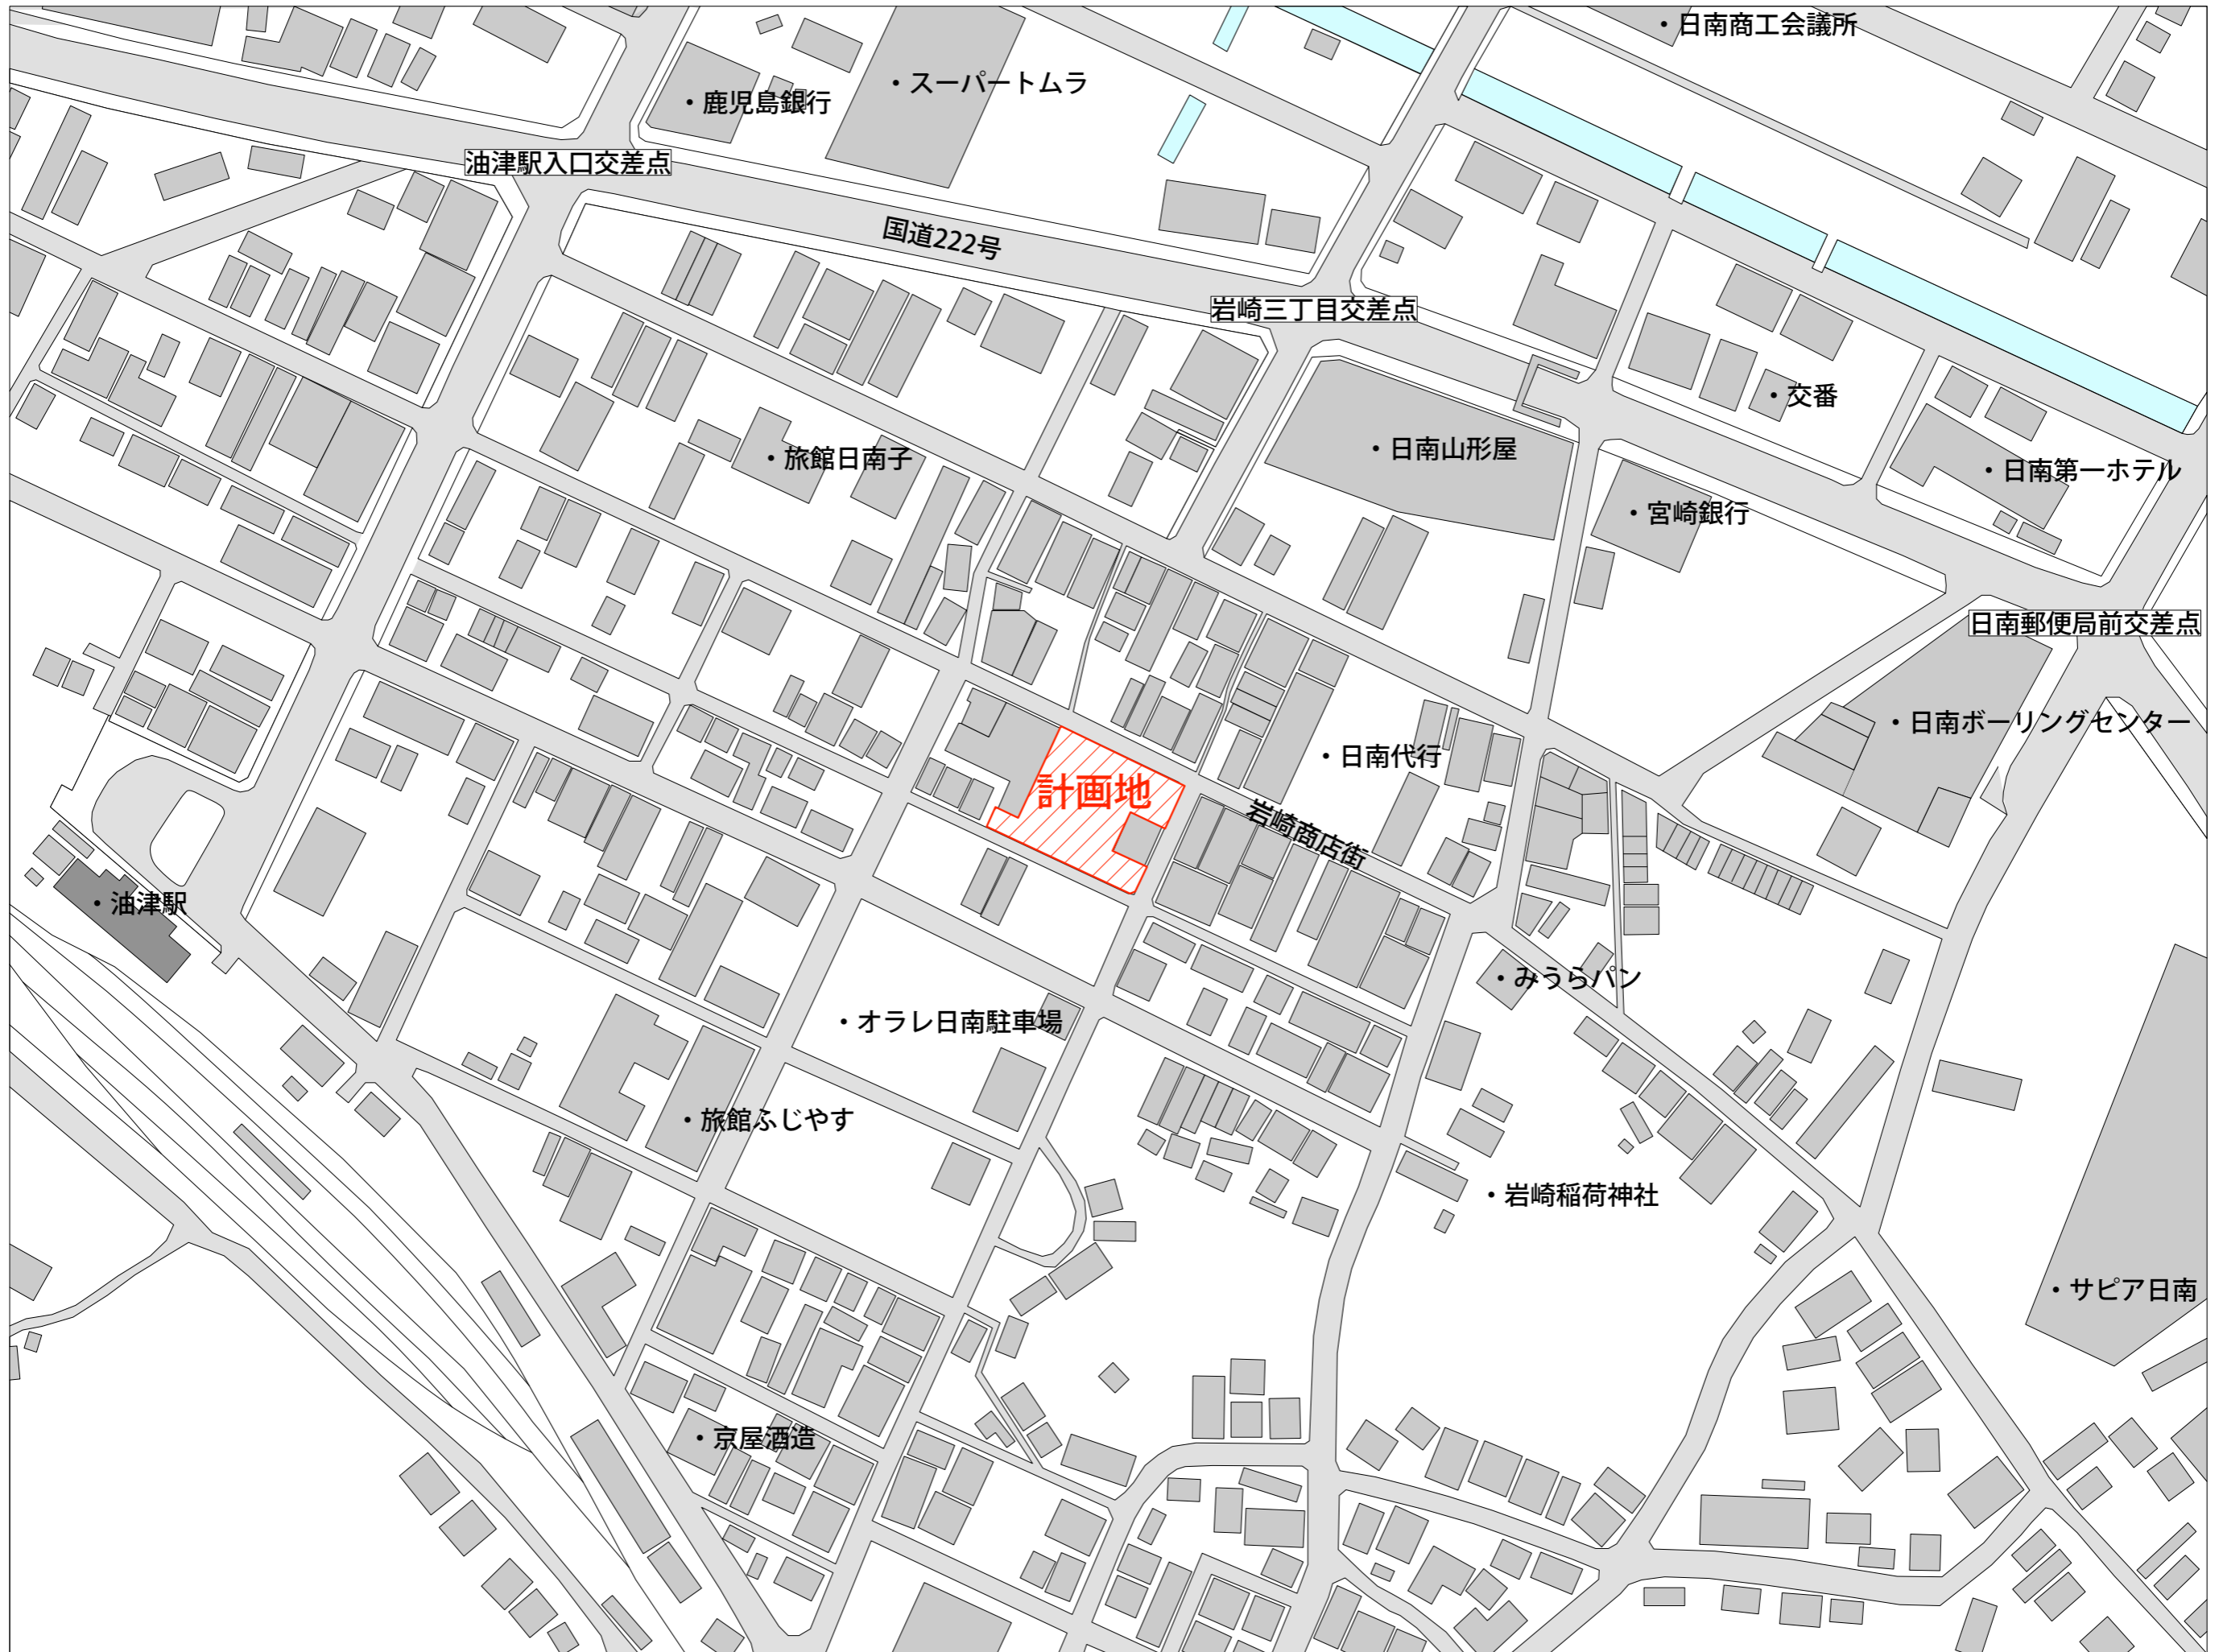 ・日南商工会議所
・スーパートムラ
・鹿児島銀行
油津駅入口交差点
国道222号
岩崎三丁目交差点
・交番
・日南山形屋
・旅館日南子
・日南第一ホテル
・宮崎銀行
日南郵便局前交差点
・日南ボーリングセンター
・日南代行
計画地
岩崎商店街
・油津駅
・みうらパン
・オラレ日南駐車場
・旅館ふじやす
・岩崎稲荷神社
・サピア日南
・京屋酒造